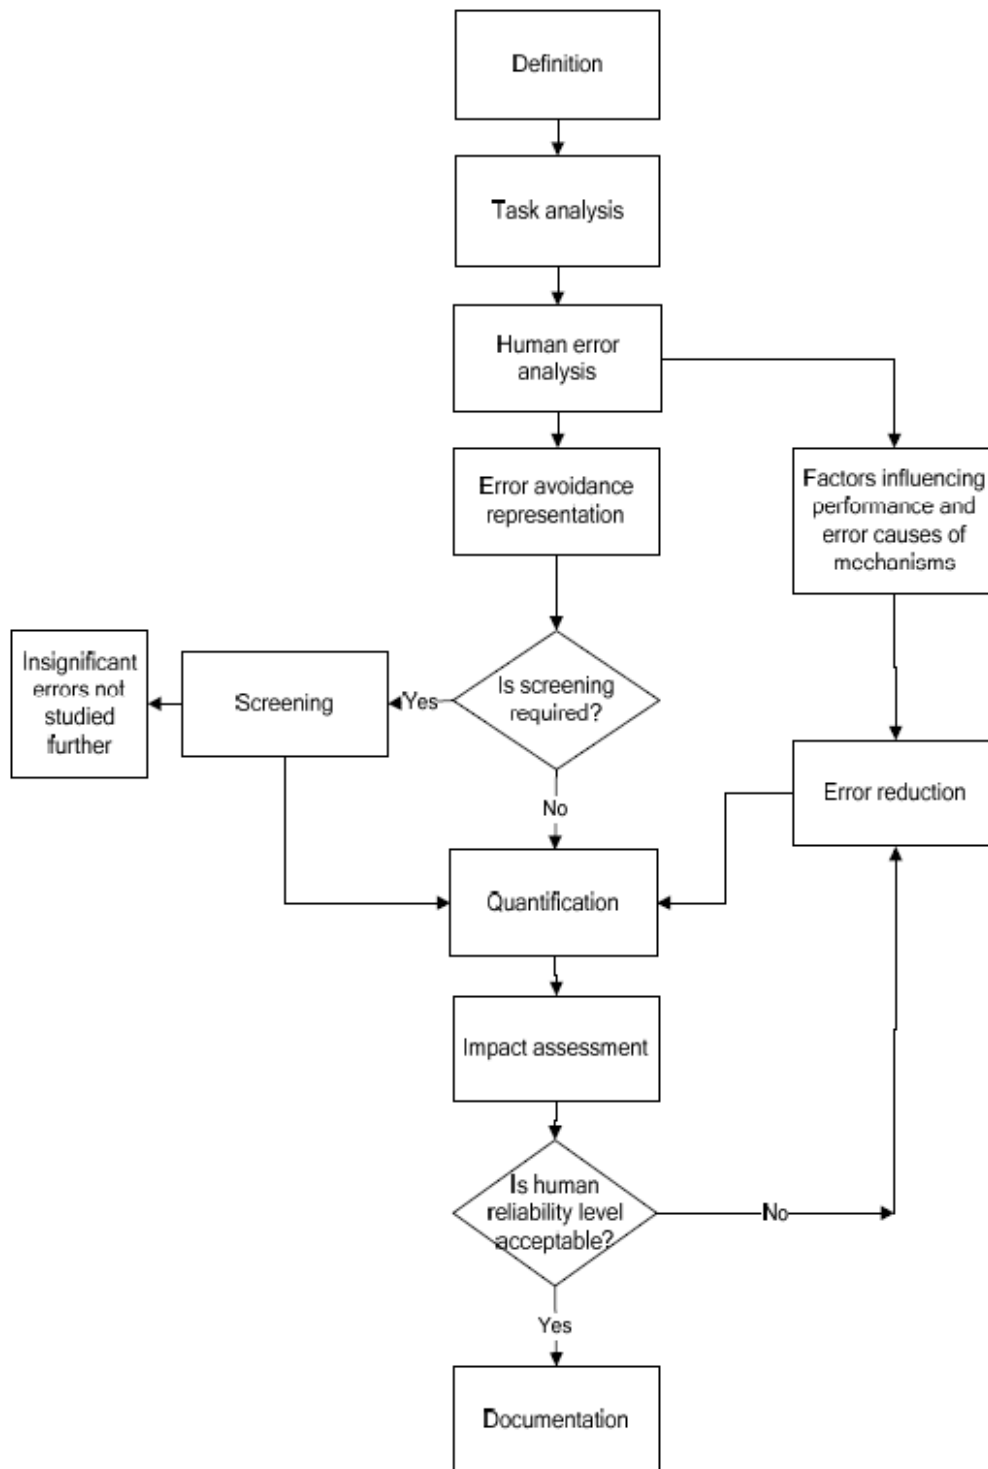 Definition
Task analysis
Human error
analysis
Error avoidance
representation
Factors influencing
performance and
error causes of
mechanisms
Insignificant
errors not
studied
further
Screening
Yes
Is screening
required?
No
Error reduction
Quantification
Impact assessment
Is human
reliability level
acceptable?
No
Yes
Documentation